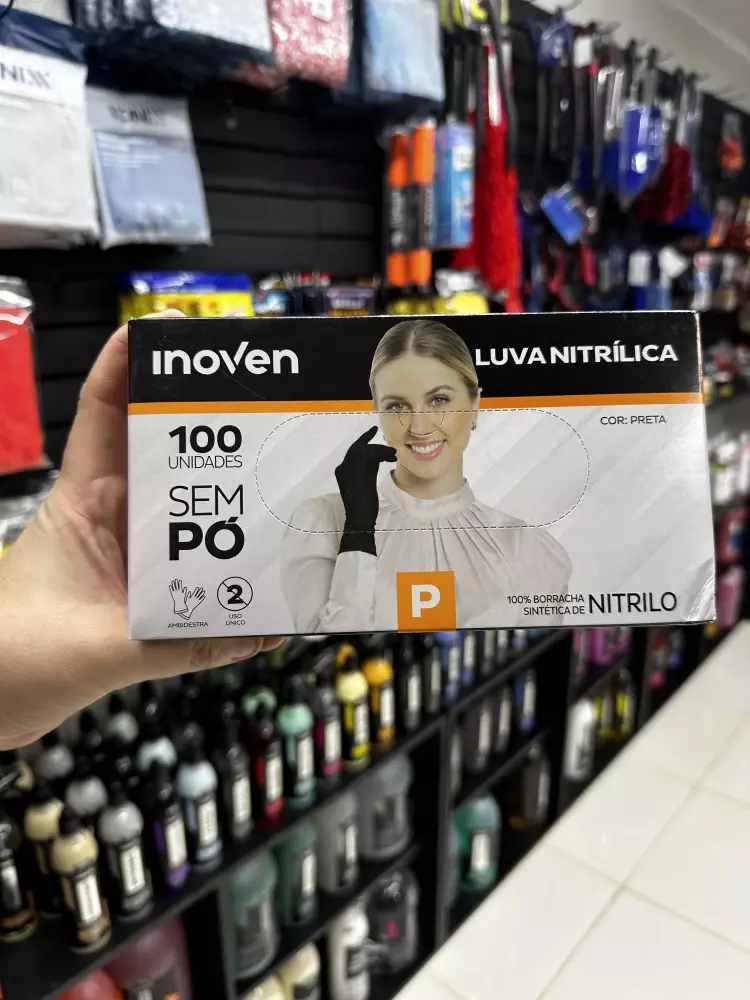 inoven
LUVA NITRÍLICA
COR: PRETA
100
UNIDADES
SEM
PÓ
AMBIDESTRA
2
USO
ÚNICO
P
100% BORRACHA
SINTÉTICA DE NITRILO